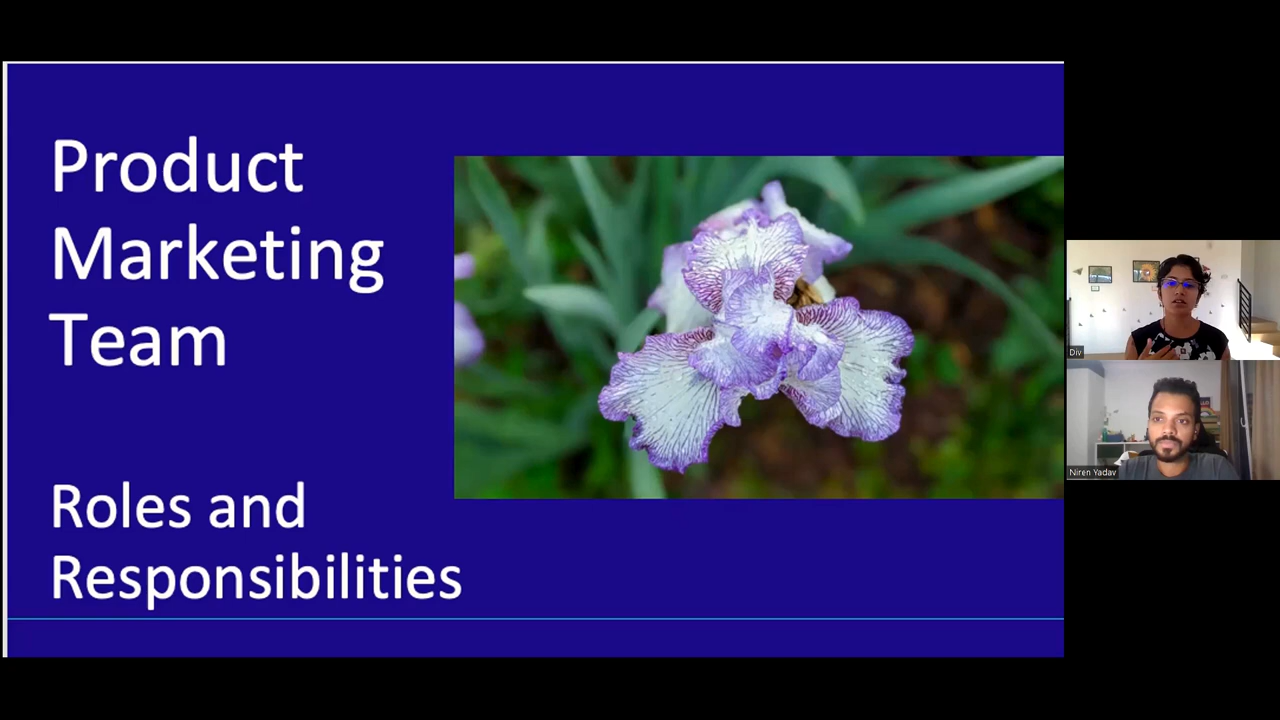 Product
Marketing
Team
Roles and
Responsibilities
Div
Niren Yadav